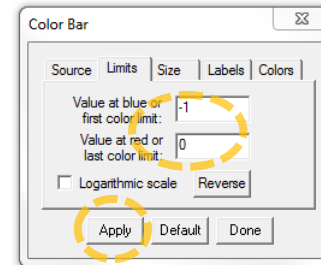 Color Bar
Source Limits Size Labels Colors
Value at blue or
first color limit: -1
Value at red or
last color limit: 0
Logarithmic scale Reverse
Apply Default Done